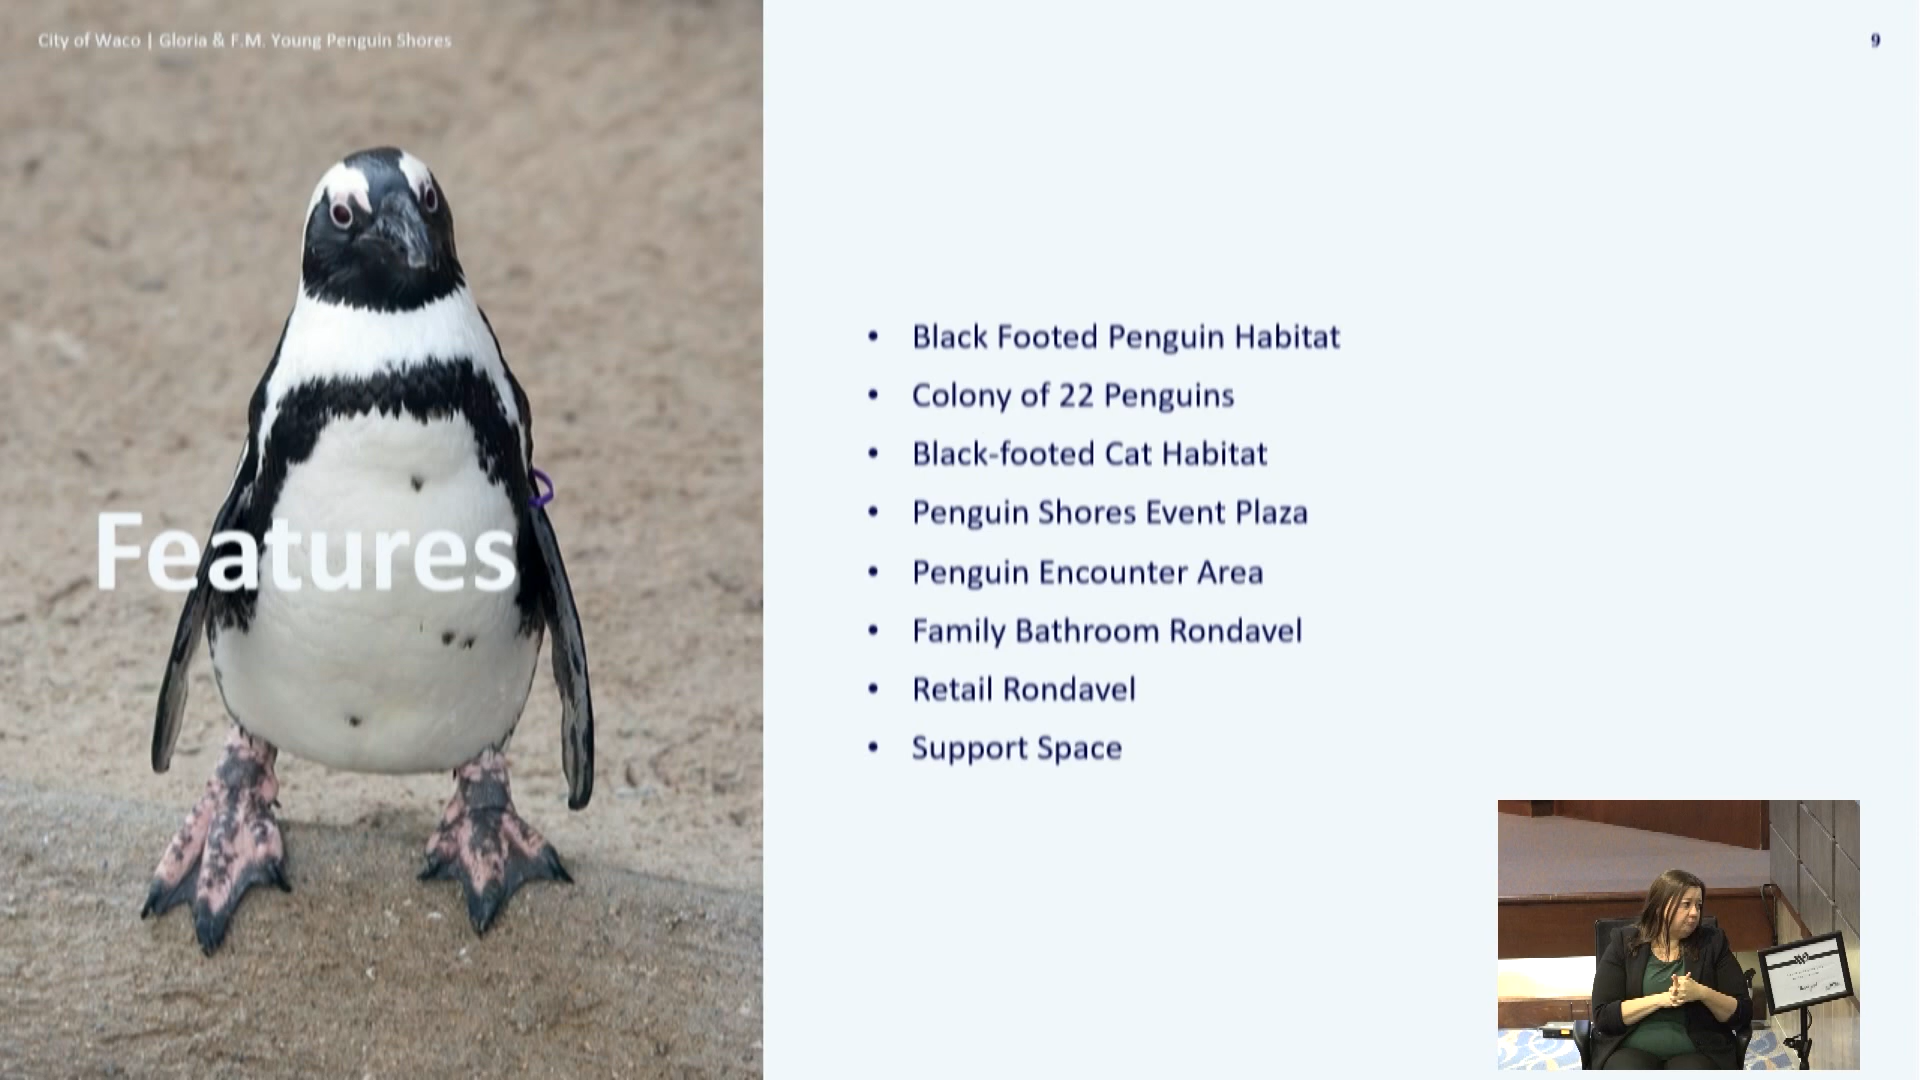 City of Waco | Gloria & F.M. Young Penguin Shores
9
Features
• Black Footed Penguin Habitat
• Colony of 22 Penguins
• Black-footed Cat Habitat
• Penguin Shores Event Plaza
• Penguin Encounter Area
• Family Bathroom Rondavel
• Retail Rondavel
• Support Space